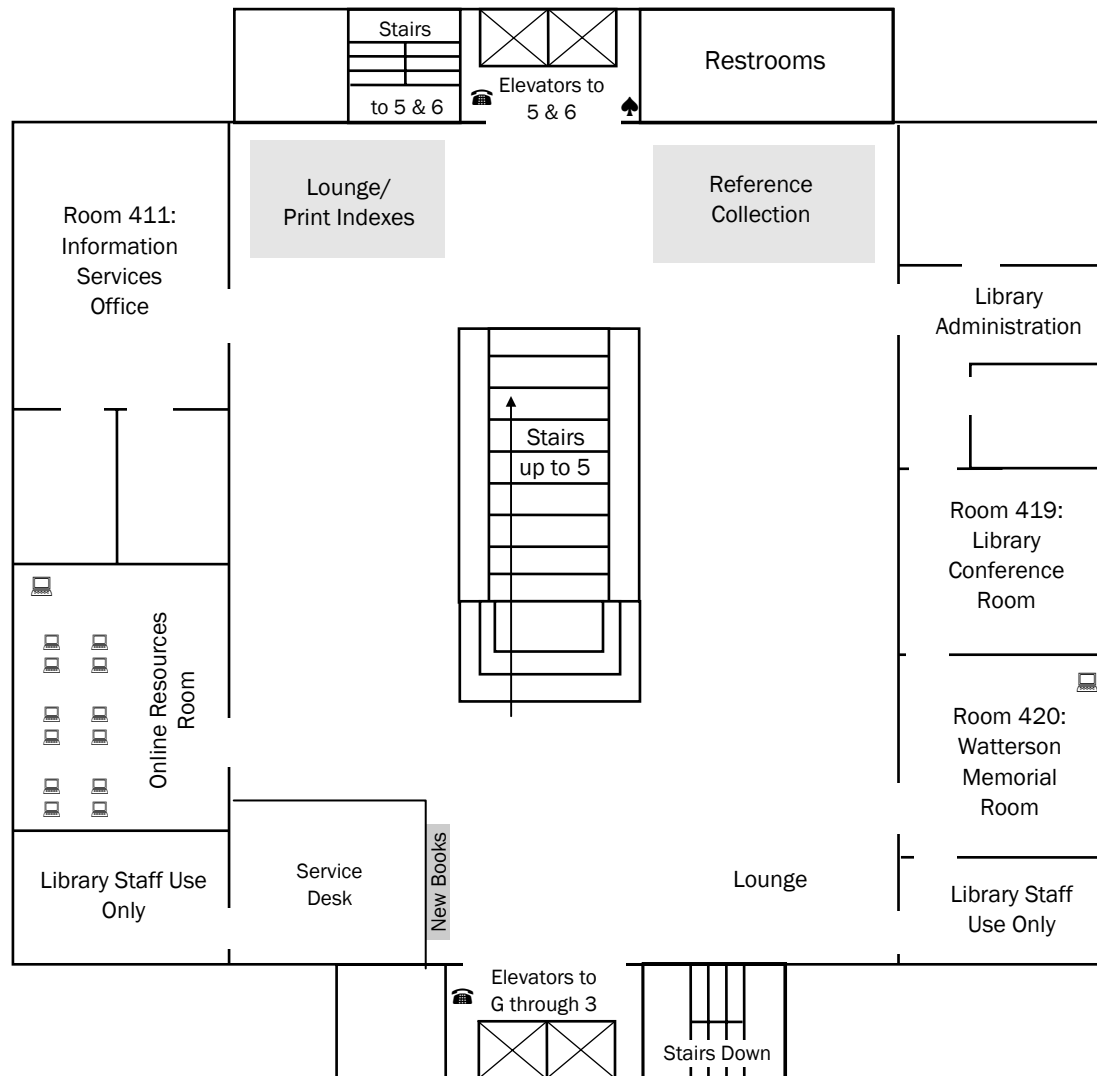 Stairs
to 5 & 6
Elevators to
5 & 6
Restrooms
Lounge/
Print Indexes
Reference
Collection
Room 411:
Information
Services
Office
Library
Administration
Stairs
up to 5
Room 419:
Library
Conference
Room
Online Resources
Room
Room 420:
Watterson
Memorial
Room
Library Staff Use
Only
Service
Desk
New Books
Lounge
Library Staff
Use Only
Elevators to
G through 3
Stairs Down